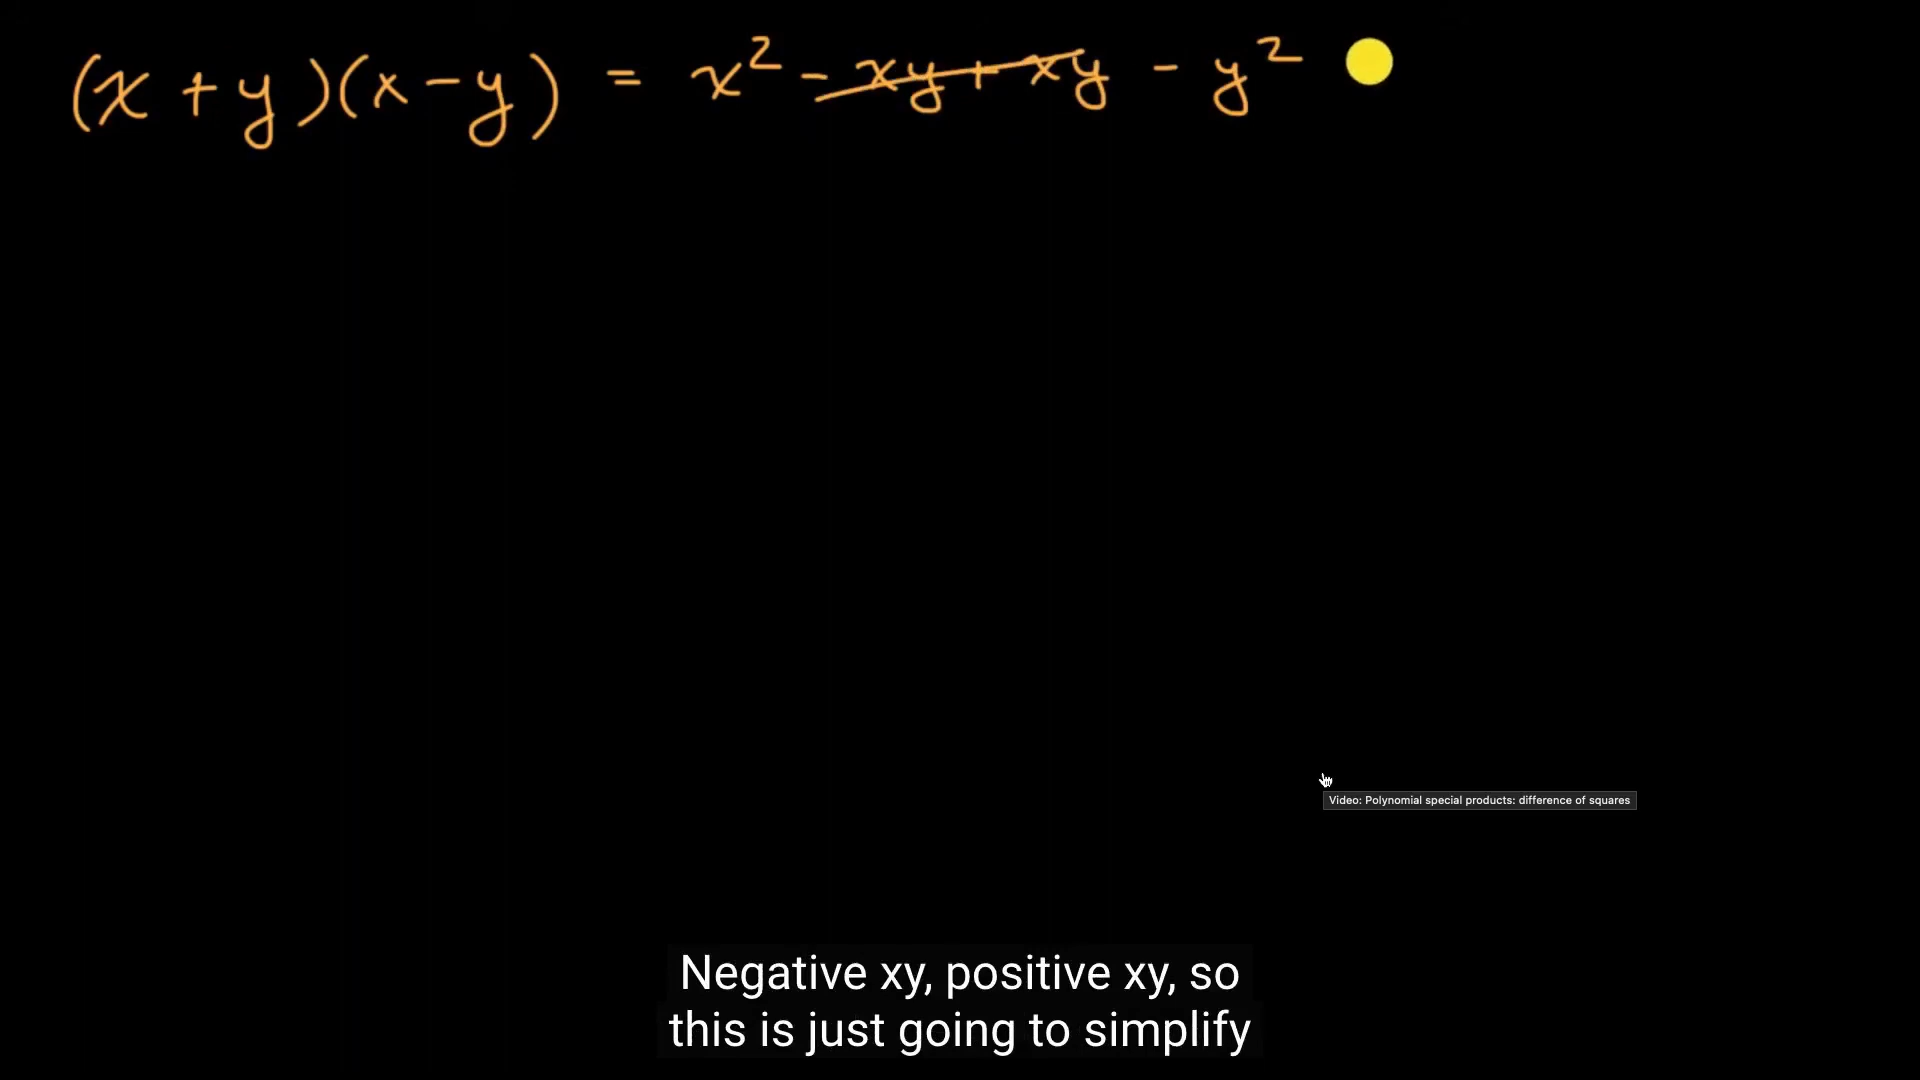 (x + y)(x - y) = x² - xy + xy - y²
Video: Polynomial special products: difference of squares
Negative xy, positive xy, so
this is just going to simplify